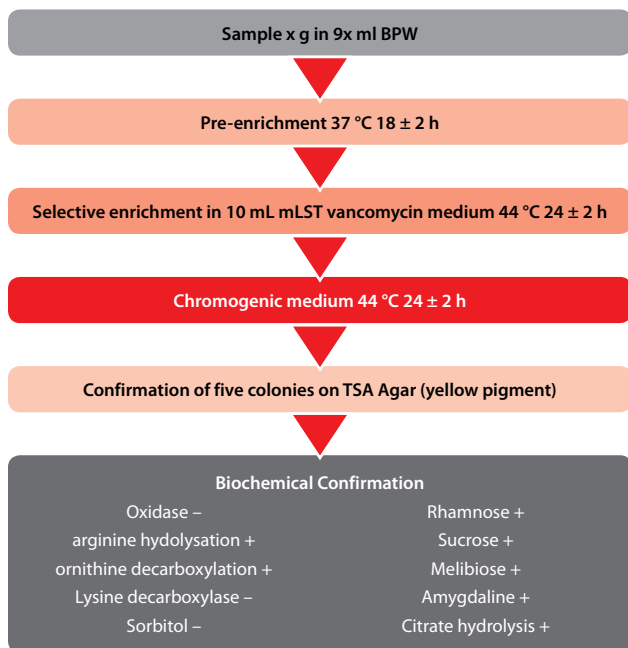 Sample x g in 9x ml BPW
Pre-enrichment 37 °C 18 ± 2 h
Selective enrichment in 10 mL mLST vancomycin medium 44 °C 24 ± 2 h
Chromogenic medium 44 °C 24 ± 2 h
Confirmation of five colonies on TSA Agar (yellow pigment)
Biochemical Confirmation
Oxidase –
arginine hydolysation +
ornithine decarboxylation +
Lysine decarboxylase –
Sorbitol –
Rhamnose +
Sucrose +
Melibiose +
Amygdaline +
Citrate hydrolysis +